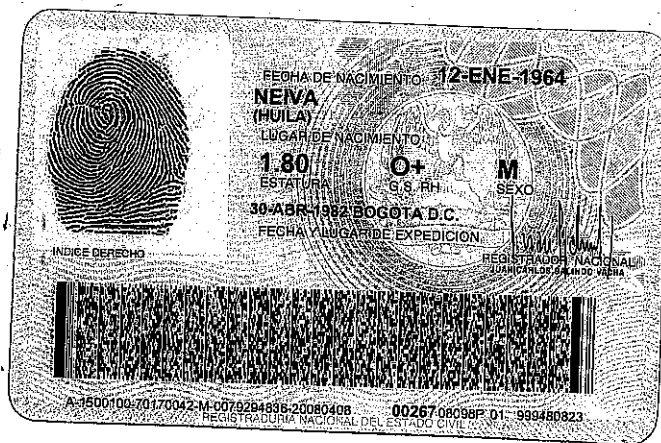 FECHA DE NACIMIENTO 12-ENE-1964
NEIVA
(HUILA)
LUGAR DE NACIMIENTO
1.80 O+ M
ESTATURA G.S. RH SEXO
30-ABR-1982 BOGOTA D.C.
FECHA Y LUGAR DE EXPEDICION
INDICE DERECHO
REGISTRADOR NACIONAL
JUAN CARLOS GALINDO VACHA
A-1500100-70170042-M-0079294836-20080408 00267 08098P 01 999480823
REGISTRADURIA NACIONAL DEL ESTADO CIVIL